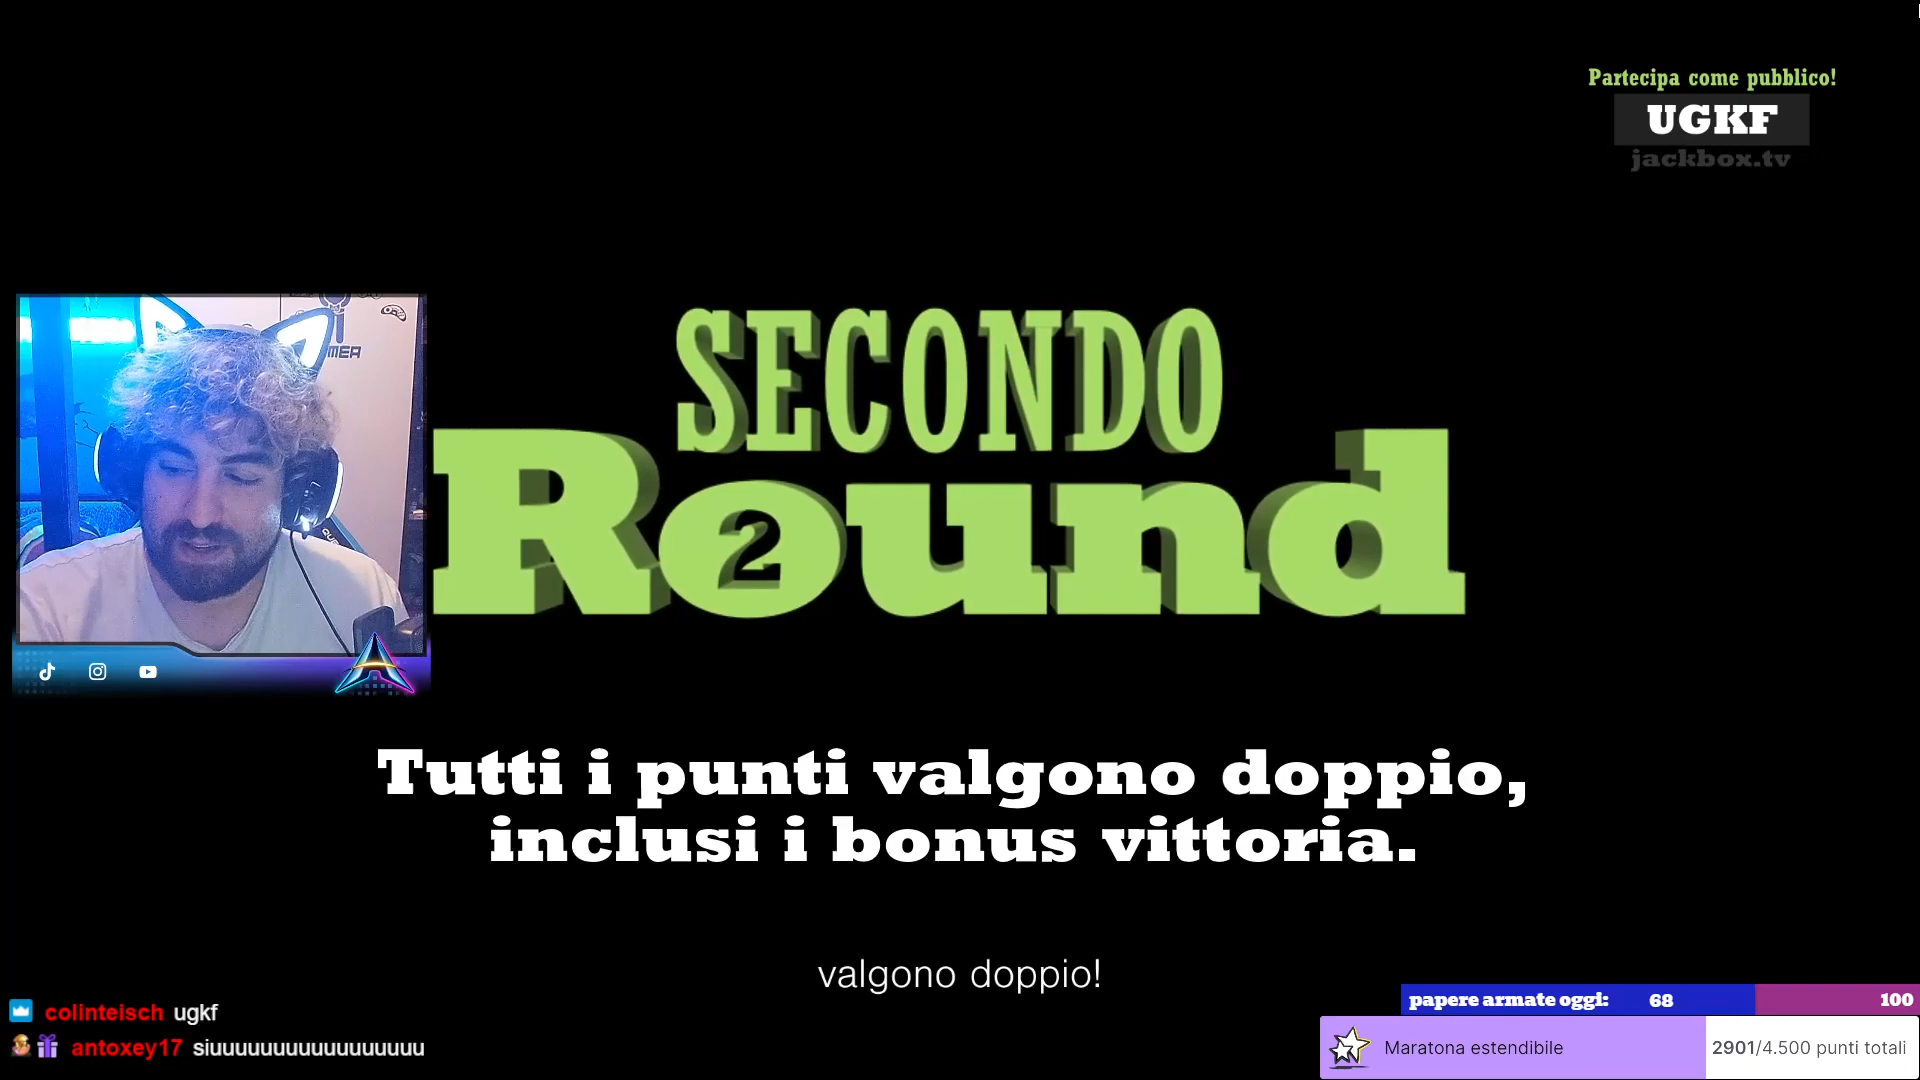 Partecipa come pubblico!
UGKF
jackbox.tv
SECONDO
Round
2
Tutti i punti valgono doppio,
inclusi i bonus vittoria.
valgono doppio!
colinteisch ugkf
antoxey17 siuuuuuuuuuuuuuuuuu
papere armate oggi: 68 100
Maratona estendibile 2901/4.500 punti totali